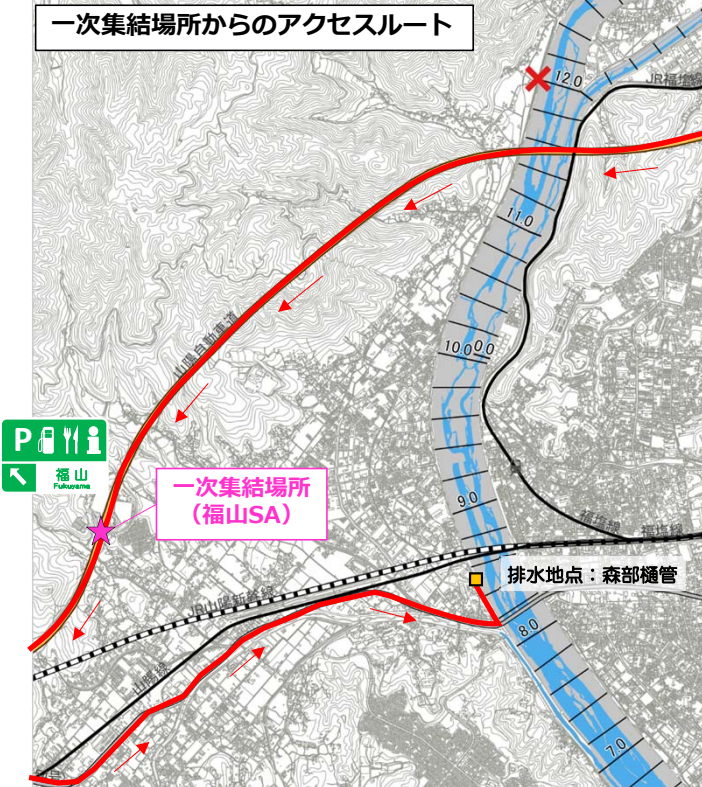 一次集結場所からのアクセスルート
12.0
JR福塩線
11.0
山陽自動車道
10.0
0.0
P
福山
Fukuyama
一次集結場所
(福山SA)
9.0
福塩線
福塩線
排水地点:森部樋管
JR山陽新幹線
8.0
山陽線
7.0